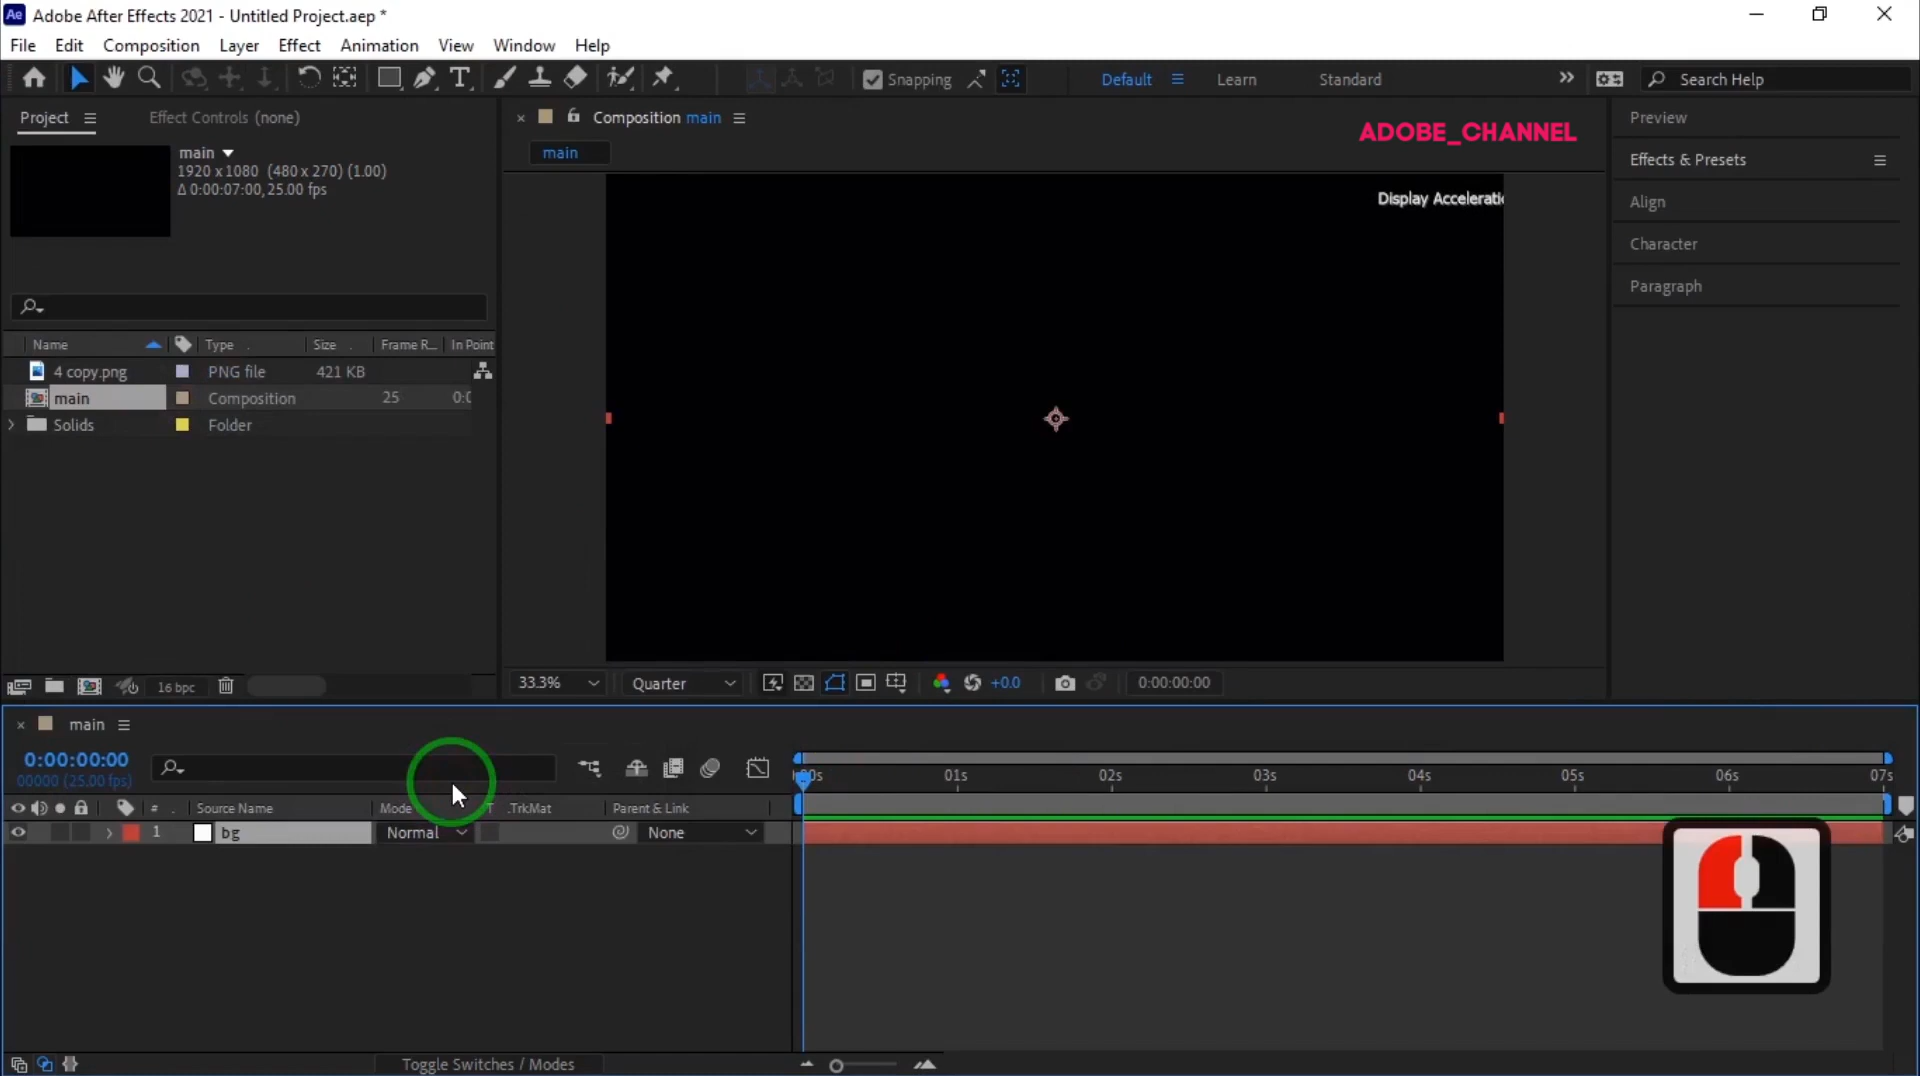 Ae Adobe After Effects 2021 - Untitled Project.aep *
File Edit Composition Layer Effect Animation View Window Help
T Snapping Default Learn Standard Search Help
Project Effect Controls (none)
main
1920 x 1080 (480 x 270) (1.00)
Δ 0:00:07:00, 25.00 fps
Name Type Size Frame R... In Point
4 copy.png PNG file 421 KB
main Composition 25 0:0
Solids Folder
16 bpc
Composition main
ADOBE_CHANNEL
main
Display Acceleratio
33.3% Quarter +0.0 0:00:00:00
Preview
Effects & Presets
Align
Character
Paragraph
main
0:00:00:00
00000 (25.00 fps)
:00s 01s 02s 03s 04s 05s 06s 07s
# Source Name Mode T .TrkMat Parent & Link
1 bg Normal None
Toggle Switches / Modes